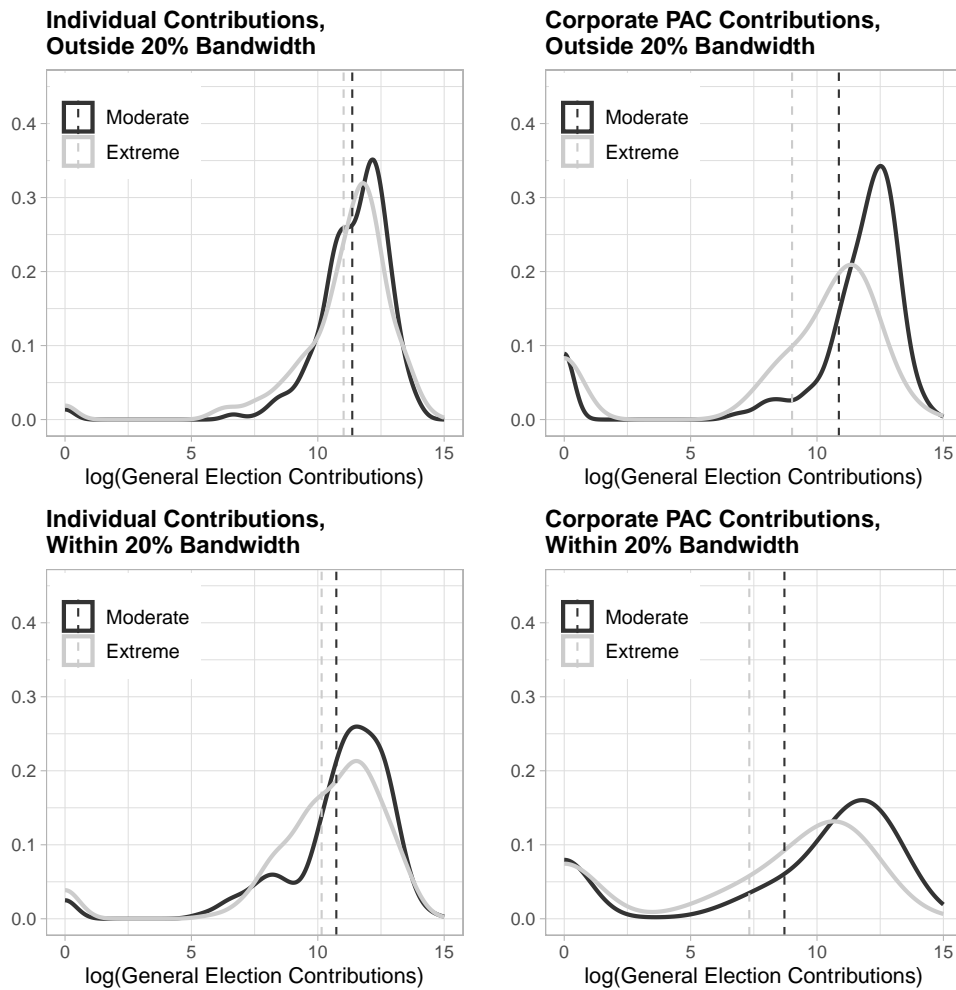 Individual Contributions,
Outside 20% Bandwidth
0.4
0.3
0.2
0.1
0.0
Moderate
Extreme
0
5
10
15
log(General Election Contributions)
Corporate PAC Contributions,
Outside 20% Bandwidth
0.4
0.3
0.2
0.1
0.0
Moderate
Extreme
0
5
10
15
log(General Election Contributions)
Individual Contributions,
Within 20% Bandwidth
0.4
0.3
0.2
0.1
0.0
Moderate
Extreme
0
5
10
15
log(General Election Contributions)
Corporate PAC Contributions,
Within 20% Bandwidth
0.4
0.3
0.2
0.1
0.0
Moderate
Extreme
0
5
10
15
log(General Election Contributions)